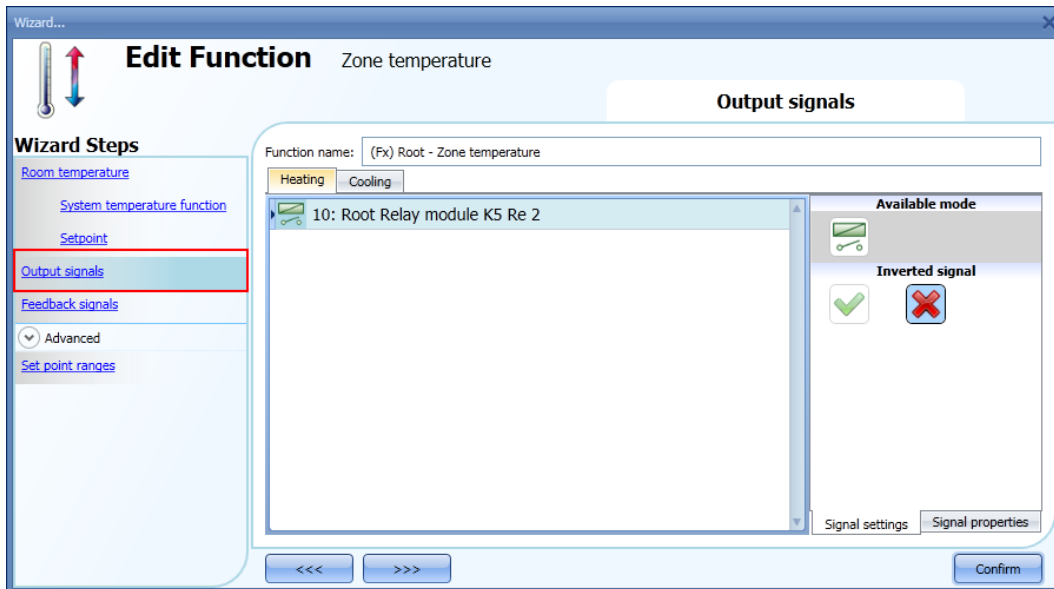 Wizard...
Edit Function Zone temperature
Output signals
Wizard Steps
Room temperature
System temperature function
Setpoint
Output signals
Feedback signals
Advanced
Set point ranges
Function name: (Fx) Root - Zone temperature
Heating Cooling
10: Root Relay module K5 Re 2
Available mode
Inverted signal
Signal settings Signal properties
<<< >>> Confirm